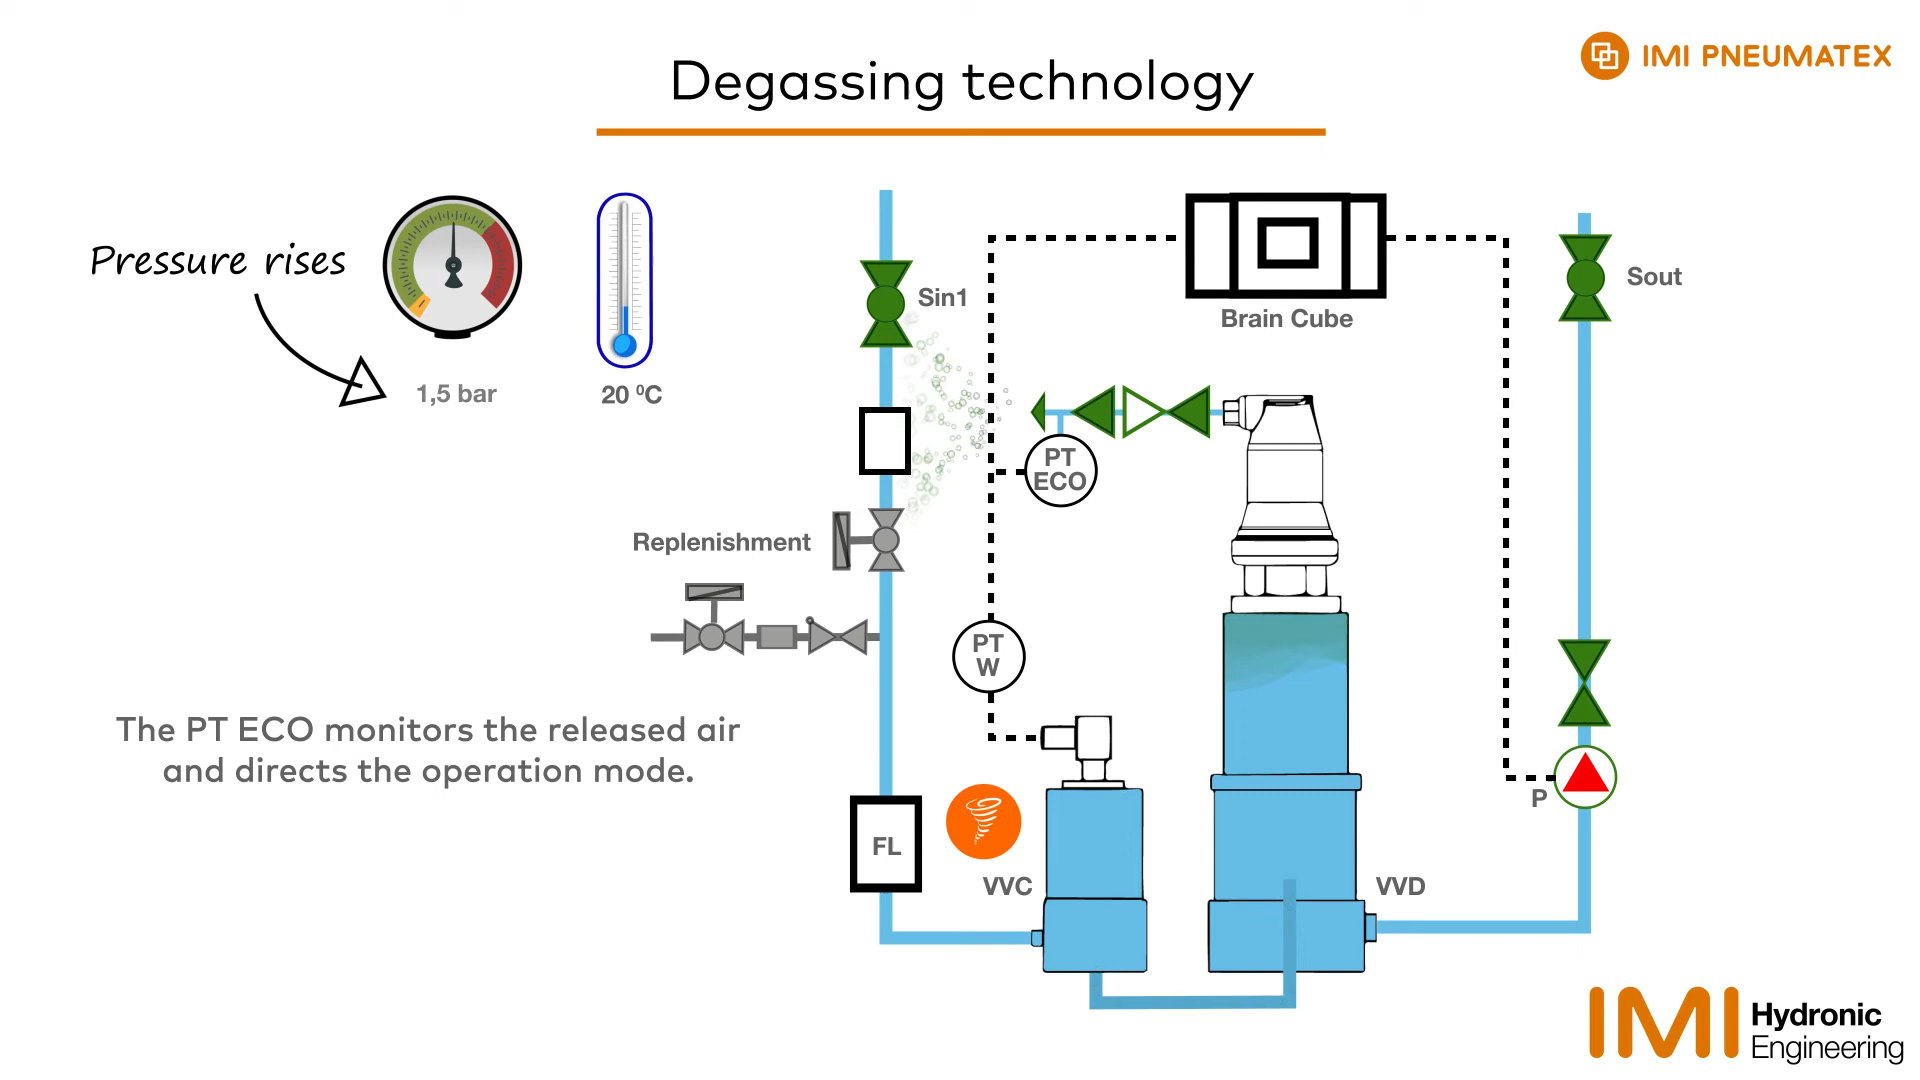 Degassing technology
IMI PNEUMATEX
Pressure rises
1,5 bar
20 ⁰C
Sin1
Brain Cube
Sout
PT
ECO
Replenishment
PT
W
The PT ECO monitors the released air
and directs the operation mode.
P
FL
VVC
VVD
IMI Hydronic
Engineering